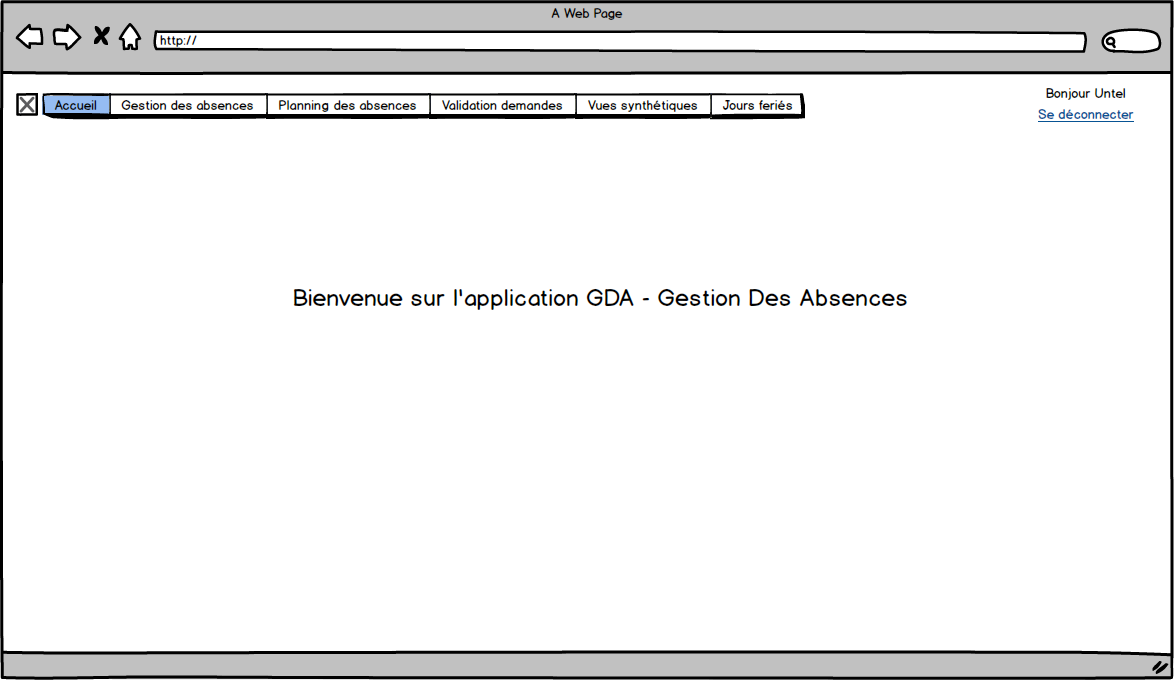 A Web Page
http://
Accueil Gestion des absences Planning des absences Validation demandes Vues synthétiques Jours feriés
Bonjour Untel
Se déconnecter
Bienvenue sur l'application GDA - Gestion Des Absences